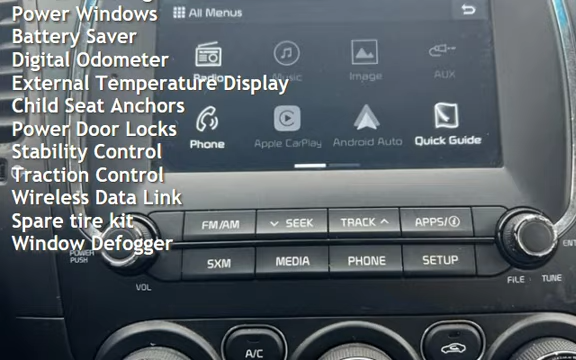 Power Windows
Battery Saver
Digital Odometer
External Temperature Display
Child Seat Anchors
Power Door Locks
Stability Control
Traction Control
Wireless Data Link
Spare tire kit
Window Defogger
All Menus
Radio Music Image AUX
Phone Apple CarPlay Android Auto Quick Guide
FM/AM SEEK TRACK APPS/i
SXM MEDIA PHONE SETUP
POWER
PUSH
VOL
FILE TUNE
A/C